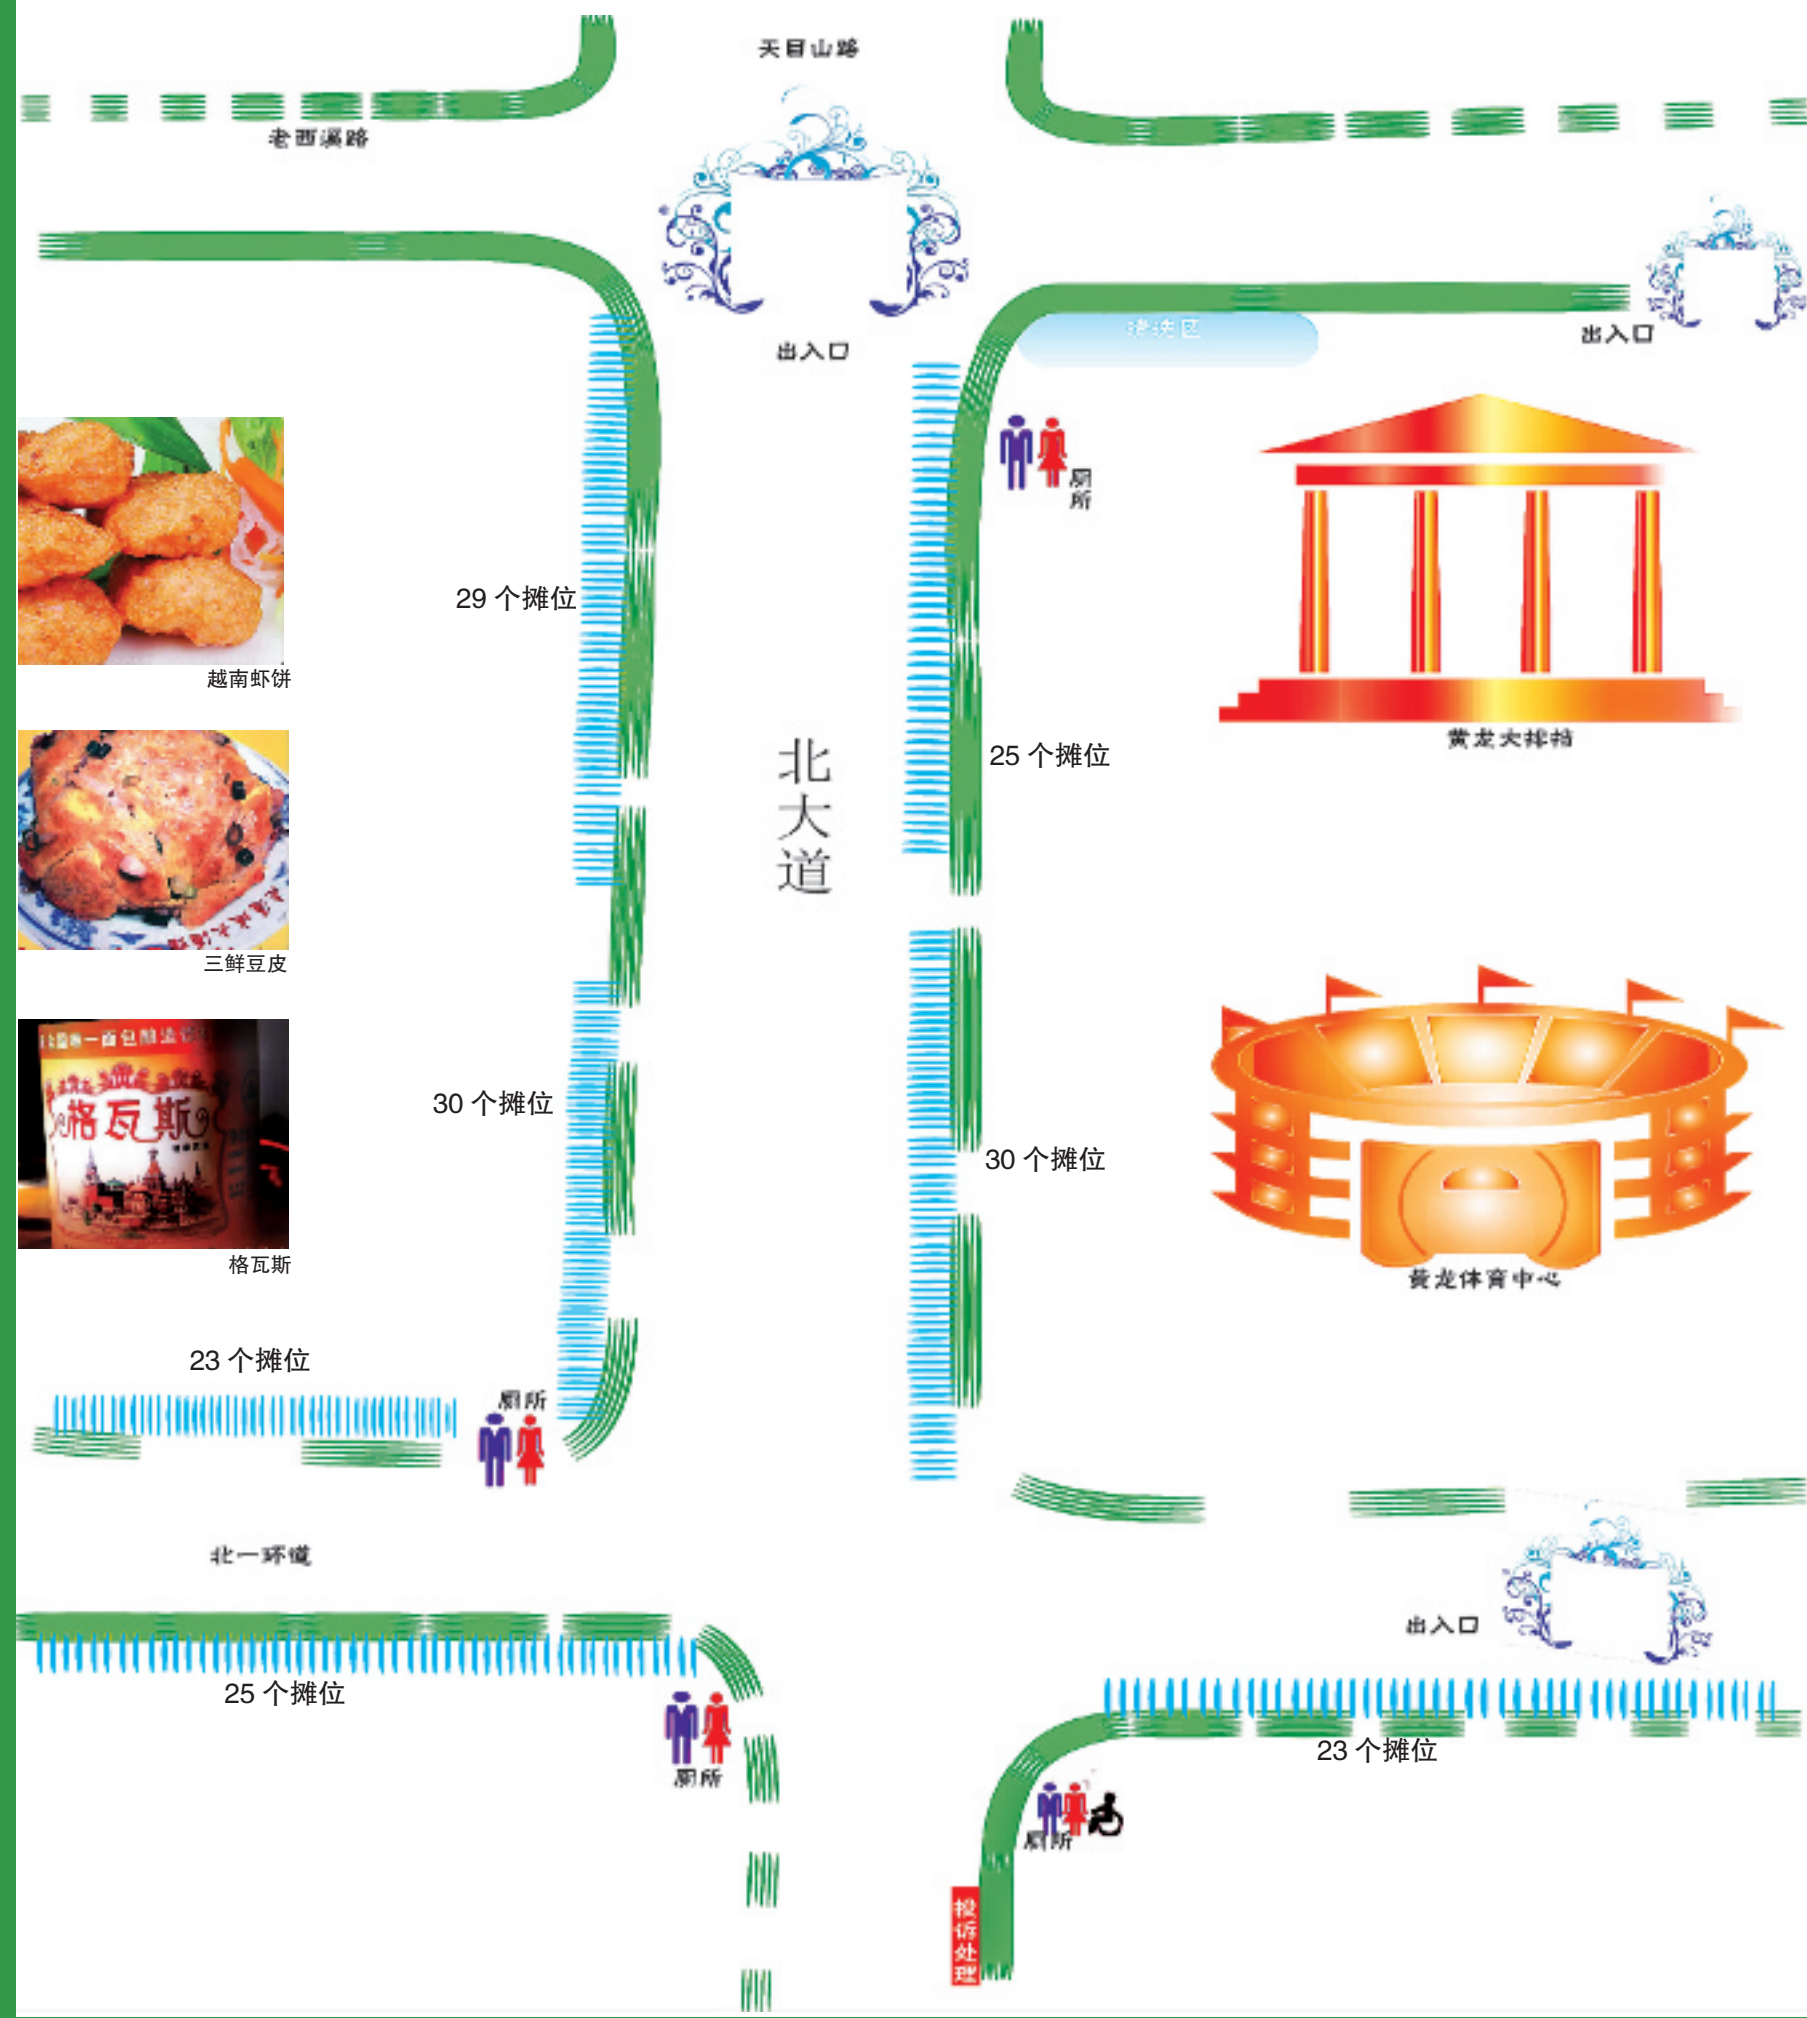 天目山路
老西溪路
出入口
清洗区
出入口
厕所
29 个摊位
越南虾饼
北大道
25 个摊位
黄龙大排档
三鲜豆皮
格瓦斯
格瓦斯
30 个摊位
30 个摊位
黄龙体育中心
23 个摊位
厕所
北一环道
出入口
25 个摊位
厕所
23 个摊位
厕所
投诉处理